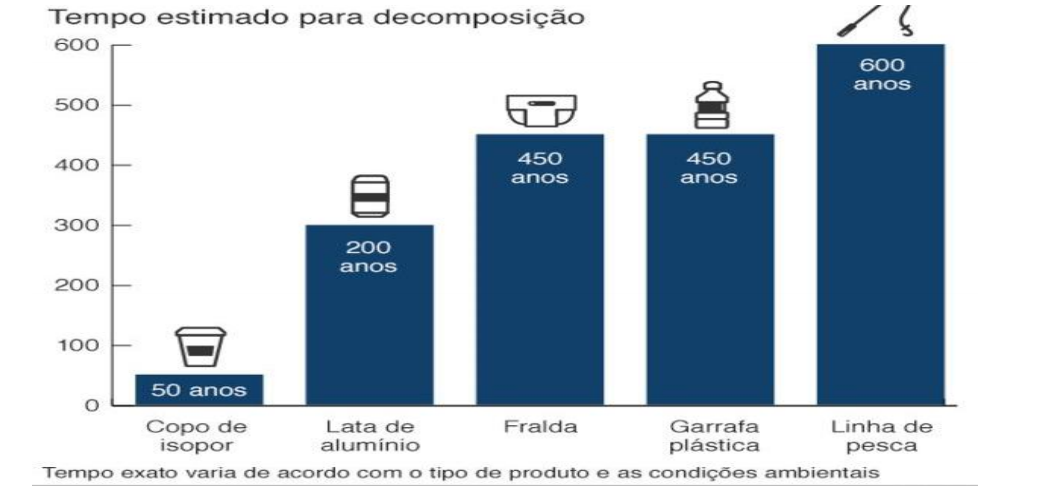 Tempo estimado para decomposição
600
500
400
300
200
100
0
50 anos
200
anos
450
anos
450
anos
600
anos
Copo de
isopor
Lata de
alumínio
Fralda
Garrafa
plástica
Linha de
pesca
Tempo exato varia de acordo com o tipo de produto e as condições ambientais